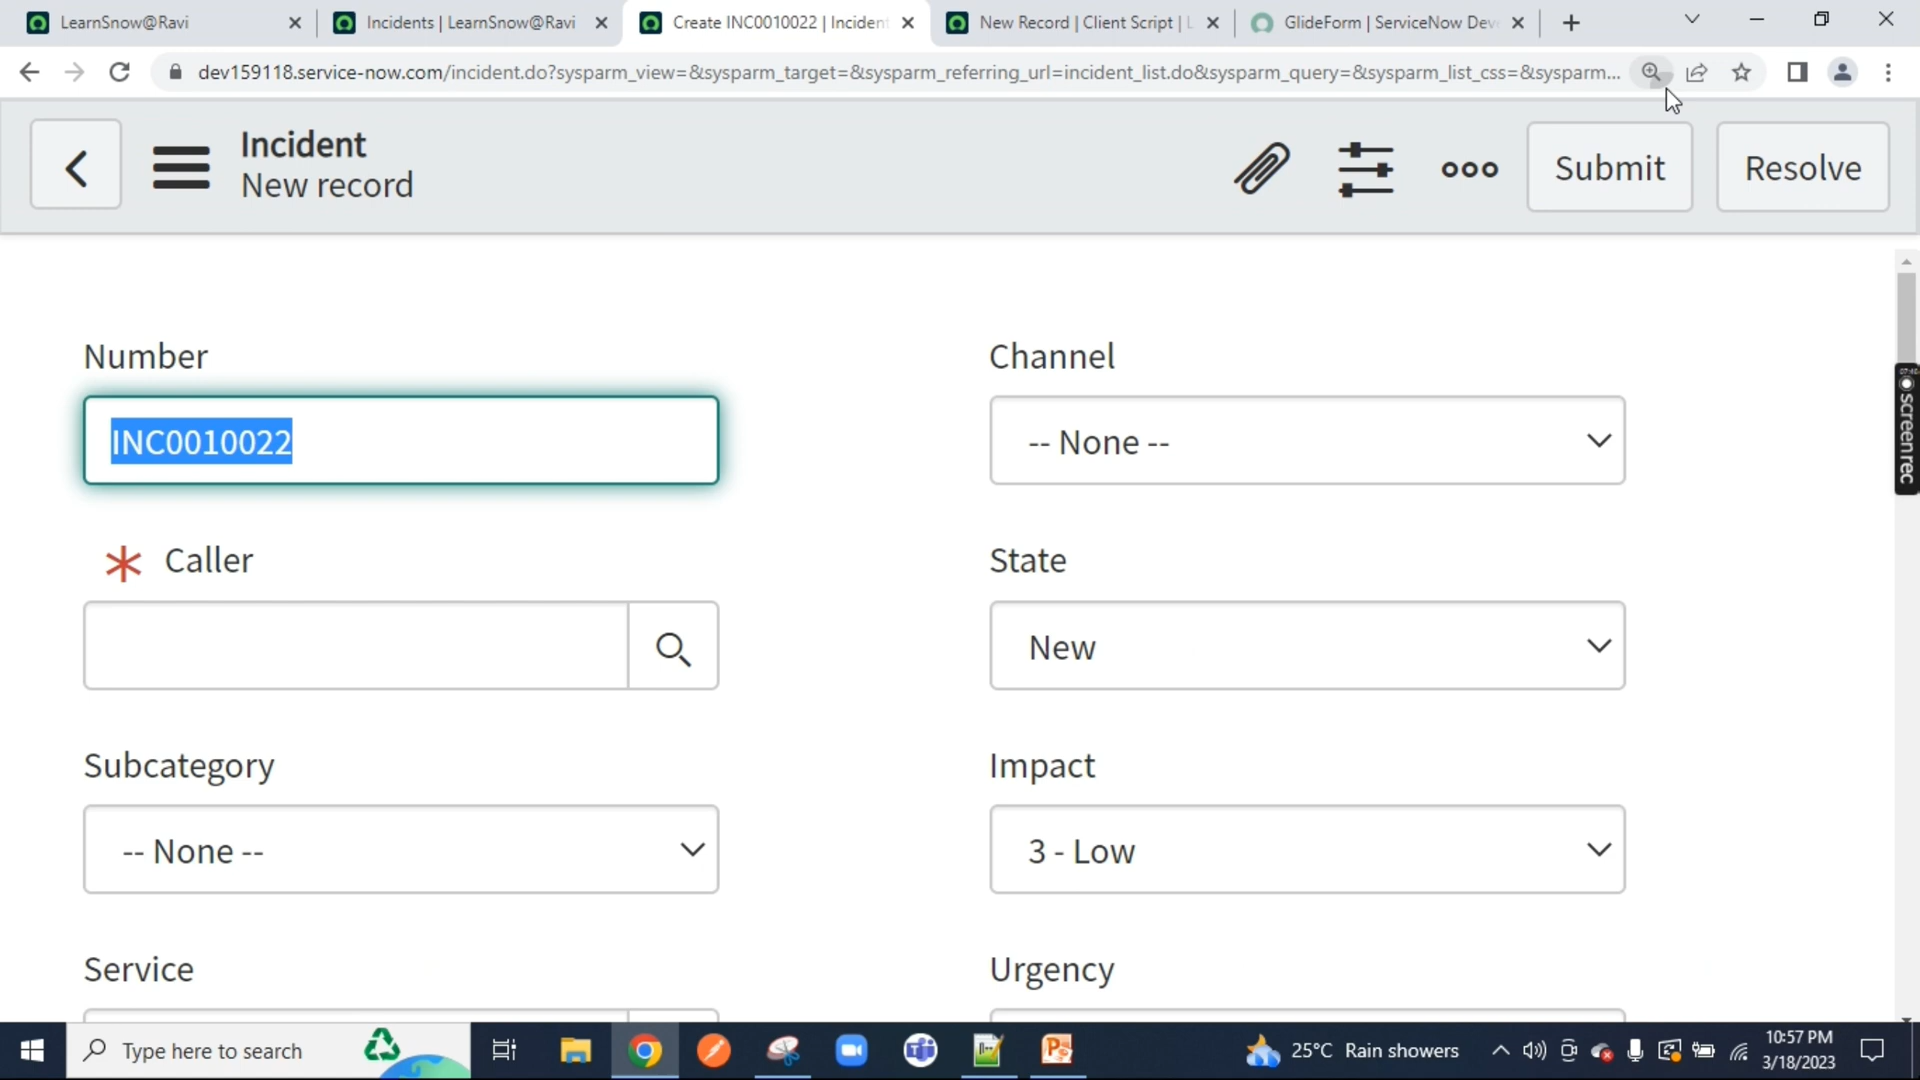 LearnSnow@Ravi
Incidents | LearnSnow@Ravi
Create INC0010022 | Incident
New Record | Client Script | L
GlideForm | ServiceNow Deve
dev159118.service-now.com/incident.do?sysparm_view=&sysparm_target=&sysparm_referring_url=incident_list.do&sysparm_query=&sysparm_list_css=&sysparm...
Incident
New record
Submit
Resolve
Number
Channel
INC0010022
-- None --
Caller
State
New
Subcategory
Impact
-- None --
3 - Low
Service
Urgency
screenrec
Type here to search
25°C Rain showers
10:57 PM
3/18/2023